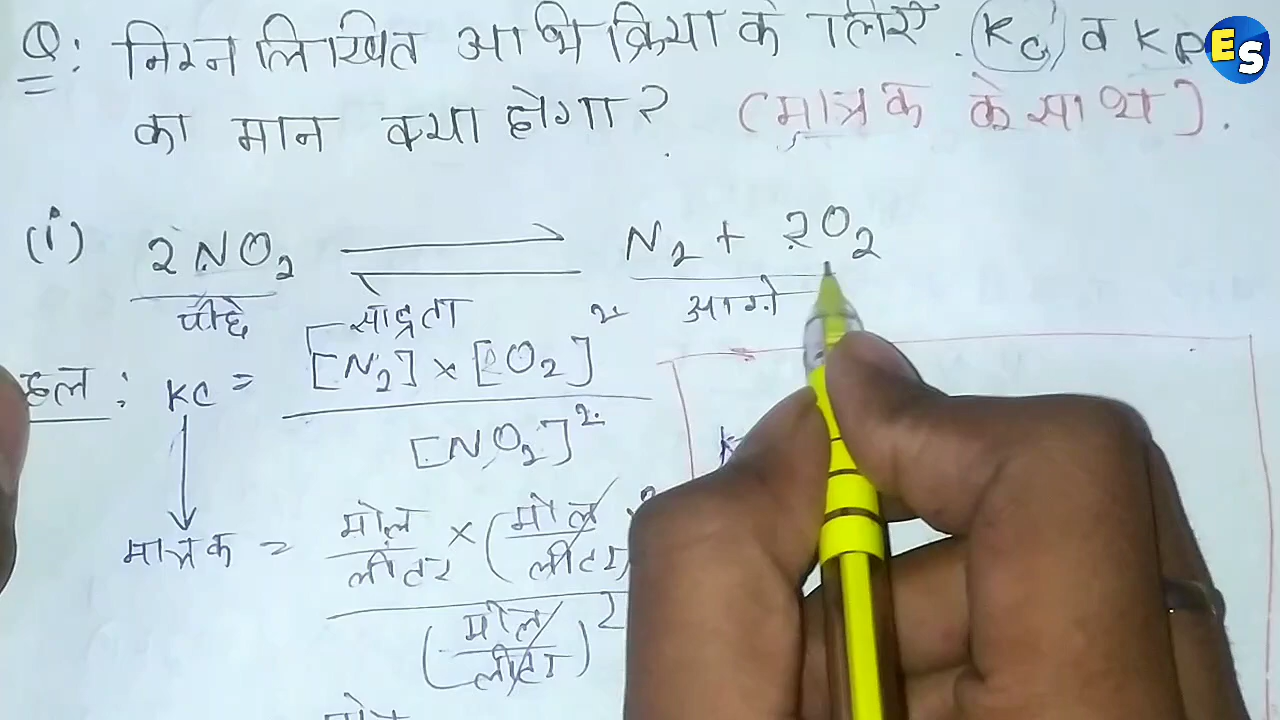 Q: निम्न लिखित अभिक्रिया के लिए Kc व KP
का मान क्या होगा? (मात्रक के साथ).
(i) 2NO₂ ⇌ N₂ + 2O₂
पीछे सांद्रता आगे
हल: KC = [N₂] × [O₂]²
[NO₂]²
मात्रक = मोल/लीटर × (मोल/लीटर)²
(मोल/लीटर)²
ES